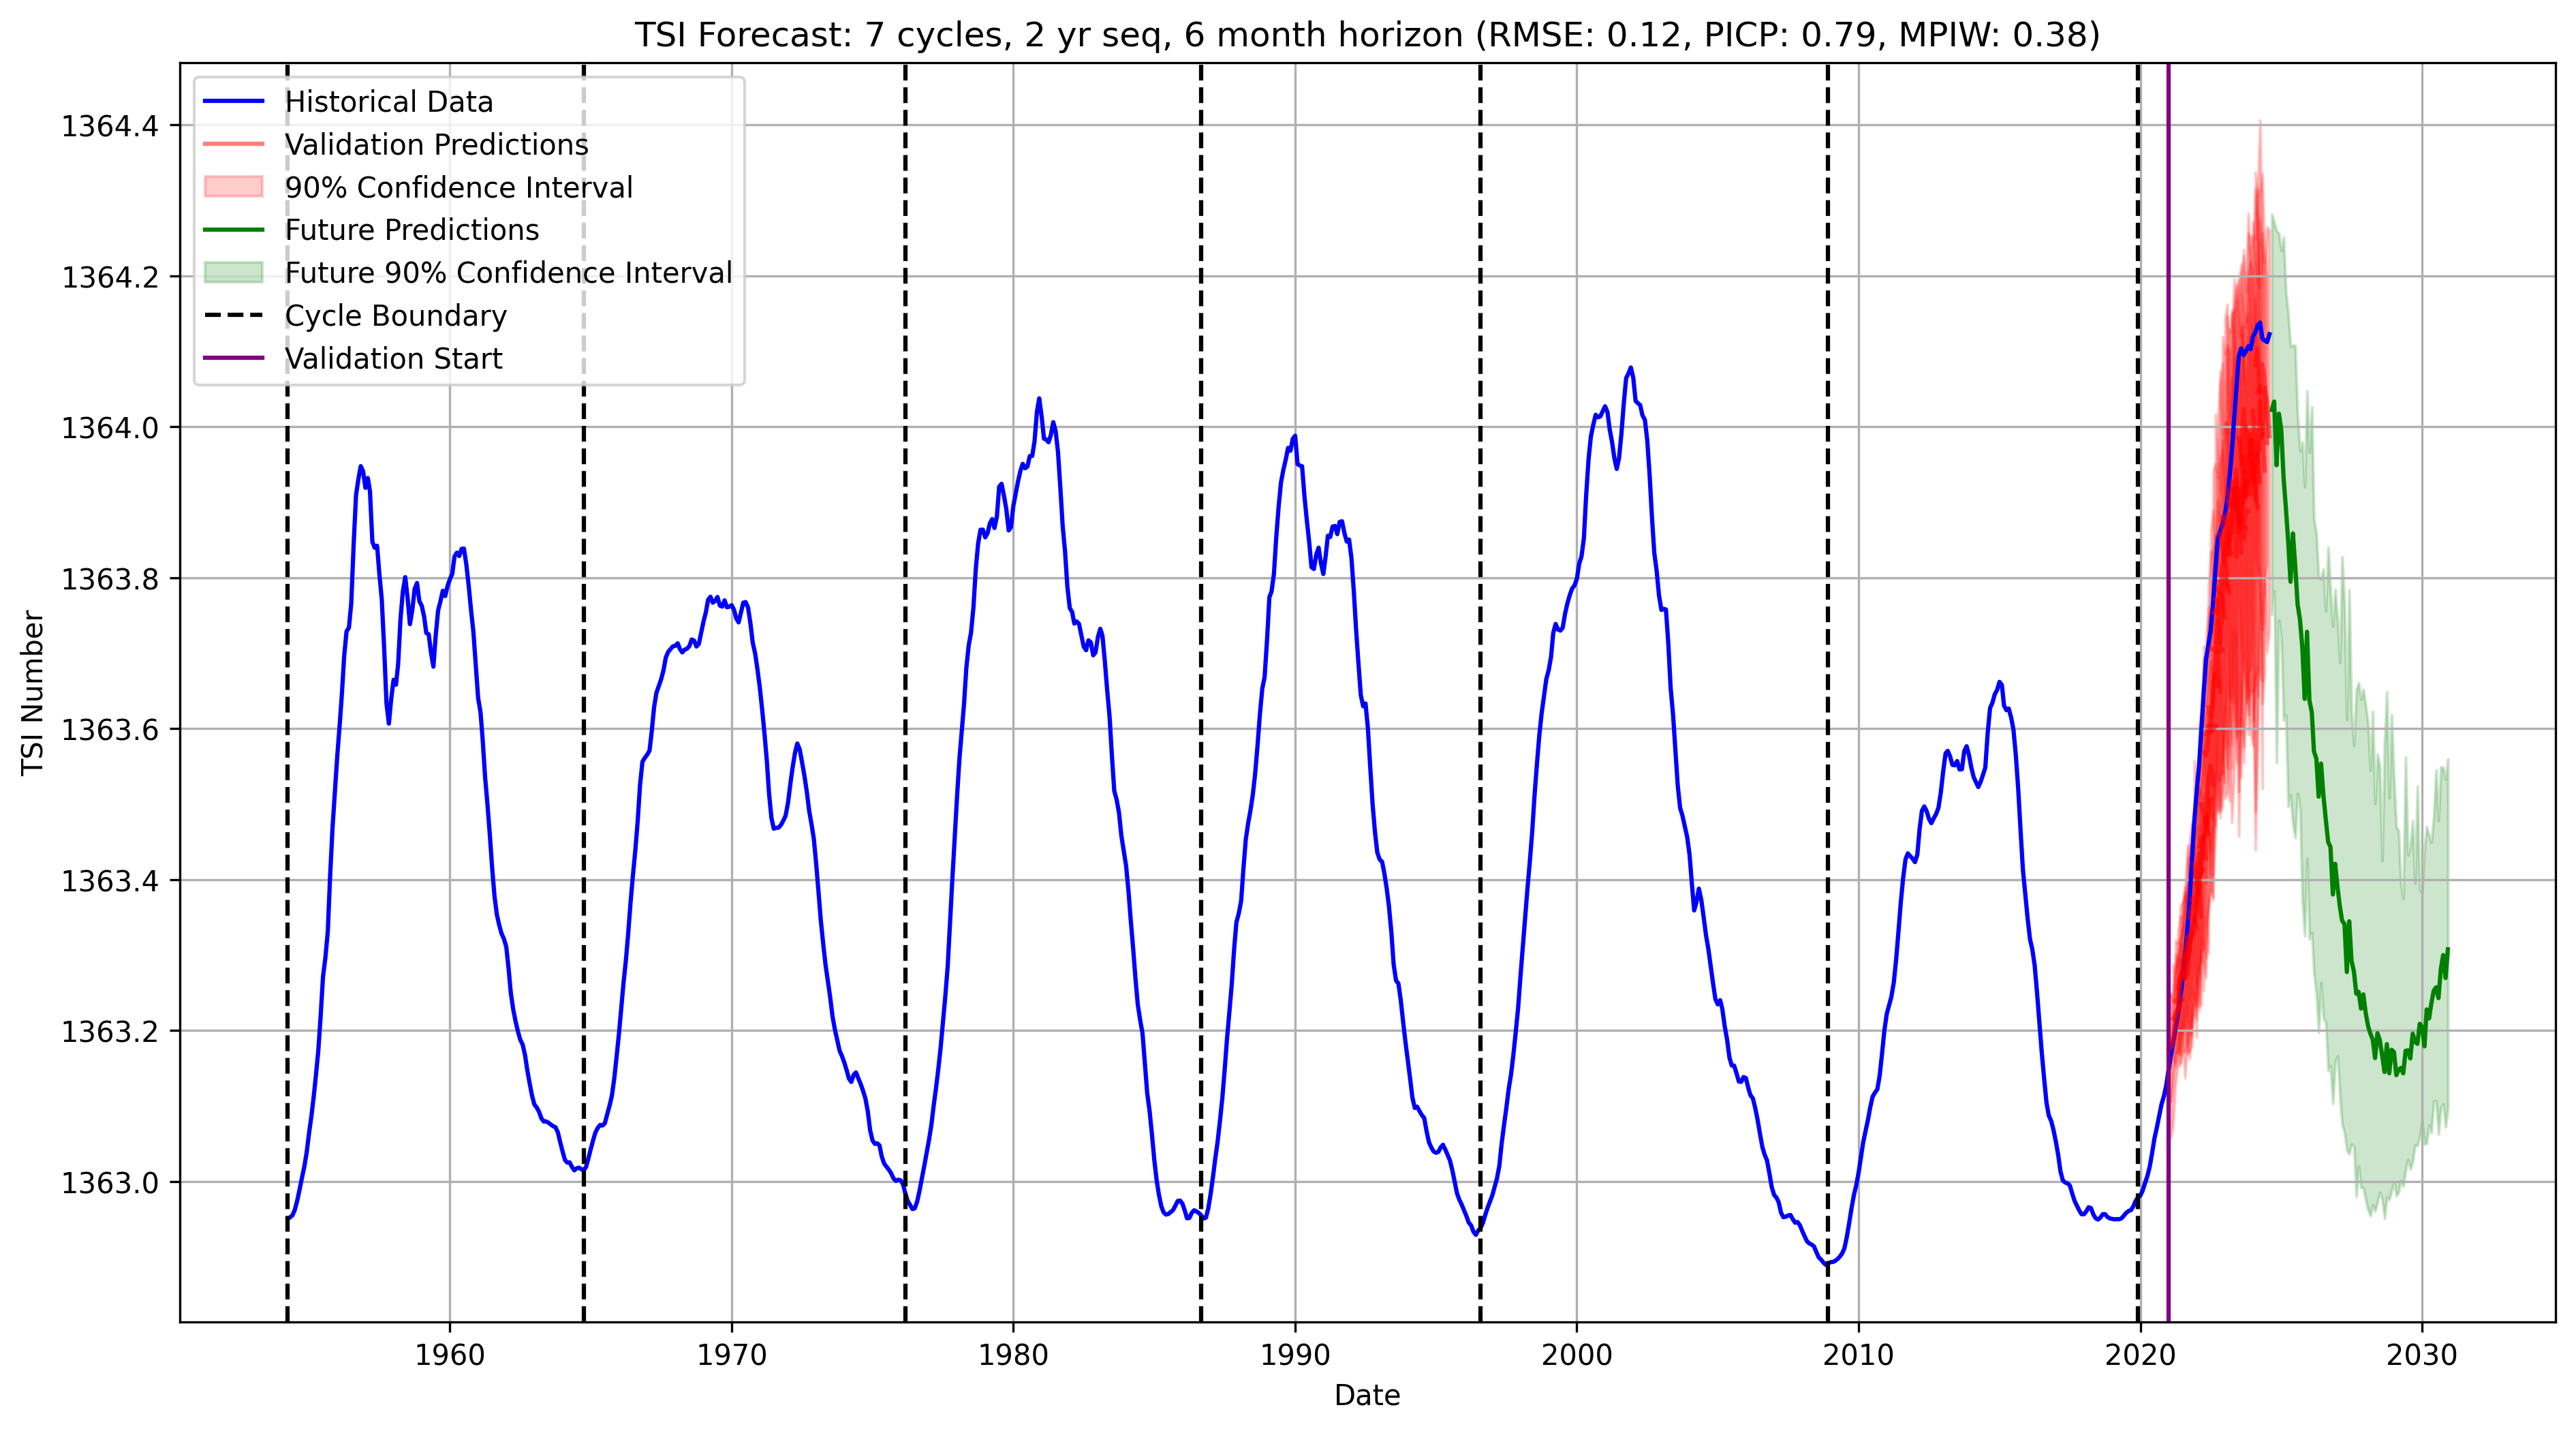 TSI Forecast: 7 cycles, 2 yr seq, 6 month horizon (RMSE: 0.12, PICP: 0.79, MPIW: 0.38)
Historical Data
Validation Predictions
90% Confidence Interval
Future Predictions
Future 90% Confidence Interval
Cycle Boundary
Validation Start
TSI Number
1364.4
1364.2
1364.0
1363.8
1363.6
1363.4
1363.2
1363.0
1960 1970 1980 1990 2000 2010 2020 2030
Date